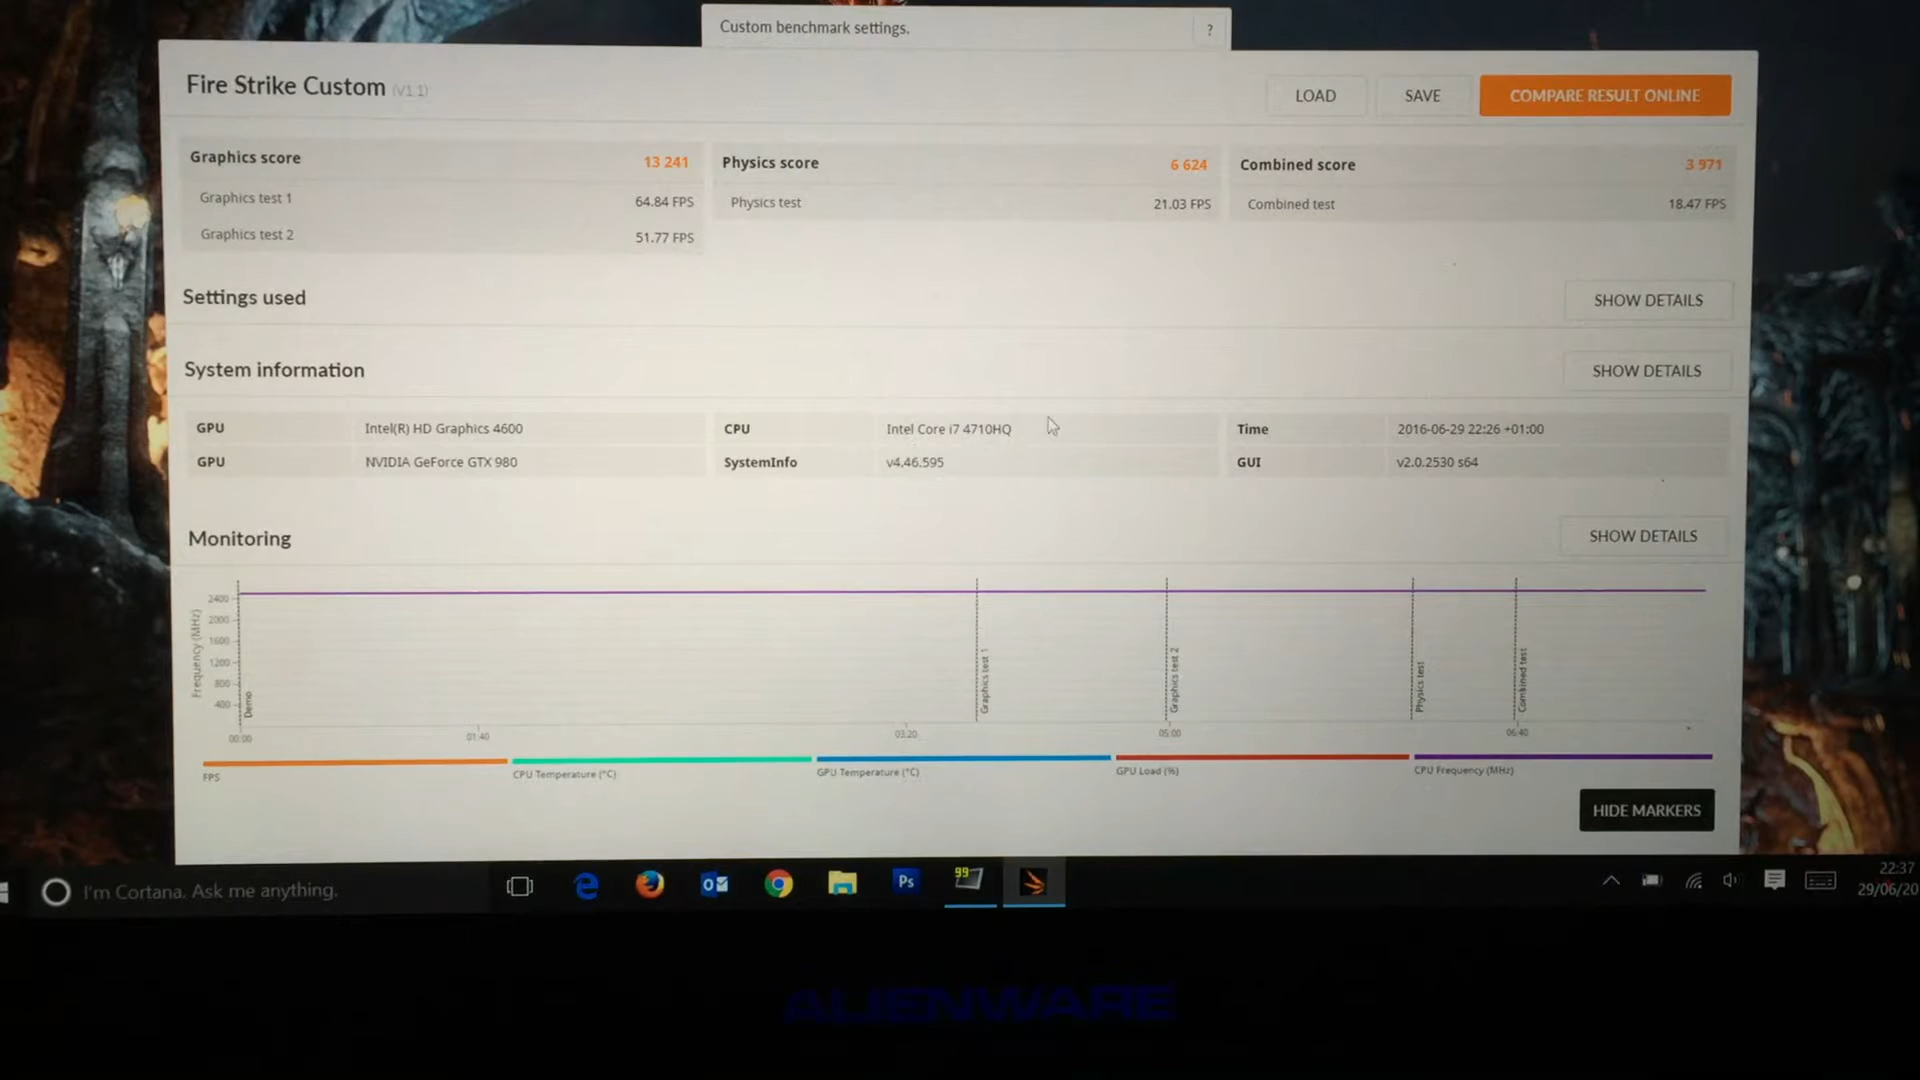 Custom benchmark settings.
?
Fire Strike Custom (V1.1)
LOAD
SAVE
COMPARE RESULT ONLINE
Graphics score 13 241
Graphics test 1 64.84 FPS
Graphics test 2 51.77 FPS
Physics score 6 624
Physics test 21.03 FPS
Combined score 3 971
Combined test 18.47 FPS
Settings used
SHOW DETAILS
System information
SHOW DETAILS
GPU Intel(R) HD Graphics 4600
CPU Intel Core i7 4710HQ
Time 2016-06-29 22:26 +01:00
GPU NVIDIA GeForce GTX 980
SystemInfo v4.46.595
GUI v2.0.2530 s64
Monitoring
SHOW DETAILS
Frequency (MHz)
2400
2000
1600
1200
800
400
Demo
Graphics test 1
Graphics test 2
Physics test
Combined test
00:00
01:40
03:20
05:00
06:40
FPS
CPU Temperature (°C)
GPU Temperature (°C)
GPU Load (%)
CPU Frequency (MHz)
HIDE MARKERS
I'm Cortana. Ask me anything.
Ps
99
22:37
29/06/20
ALIENWARE